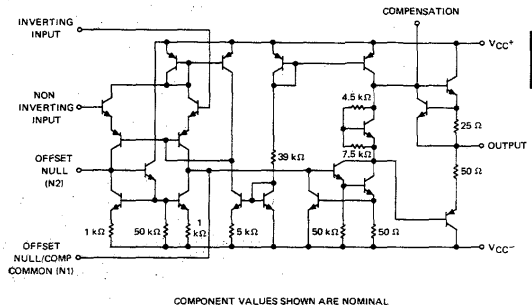 COMPENSATION
INVERTING
INPUT
VCC+
NON
INVERTING
INPUT
4.5 kΩ
25 Ω
7.5 kΩ
OUTPUT
OFFSET
NULL
(N2)
39 kΩ
50 Ω
1 kΩ
50 kΩ
1
kΩ
5 kΩ
50 kΩ
50 Ω
OFFSET
NULL/COMP
COMMON (N1)
VCC−
COMPONENT VALUES SHOWN ARE NOMINAL